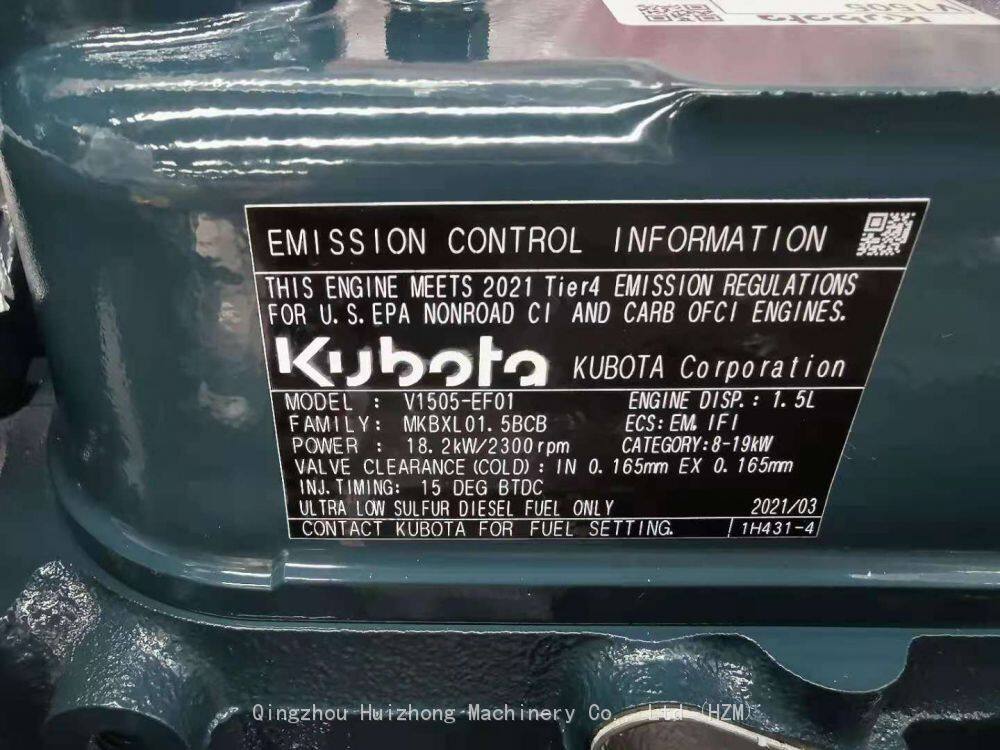 Kubota
V1505
EMISSION CONTROL INFORMATION
THIS ENGINE MEETS 2021 Tier4 EMISSION REGULATIONS
FOR U.S. EPA NONROAD CI AND CARB OFCI ENGINES.
Kubota KUBOTA Corporation
MODEL : V1505-EF01 ENGINE DISP.: 1.5L
FAMILY: MKBXL01.5BCB ECS: EM, IFI
POWER : 18.2kW/2300rpm CATEGORY:8-19kW
VALVE CLEARANCE (COLD) : IN 0.165mm EX 0.165mm
INJ. TIMING: 15 DEG BTDC
ULTRA LOW SULFUR DIESEL FUEL ONLY 2021/03
CONTACT KUBOTA FOR FUEL SETTING. 1H431-4
Qingzhou Huizhong Machinery Co., Ltd (HZM)